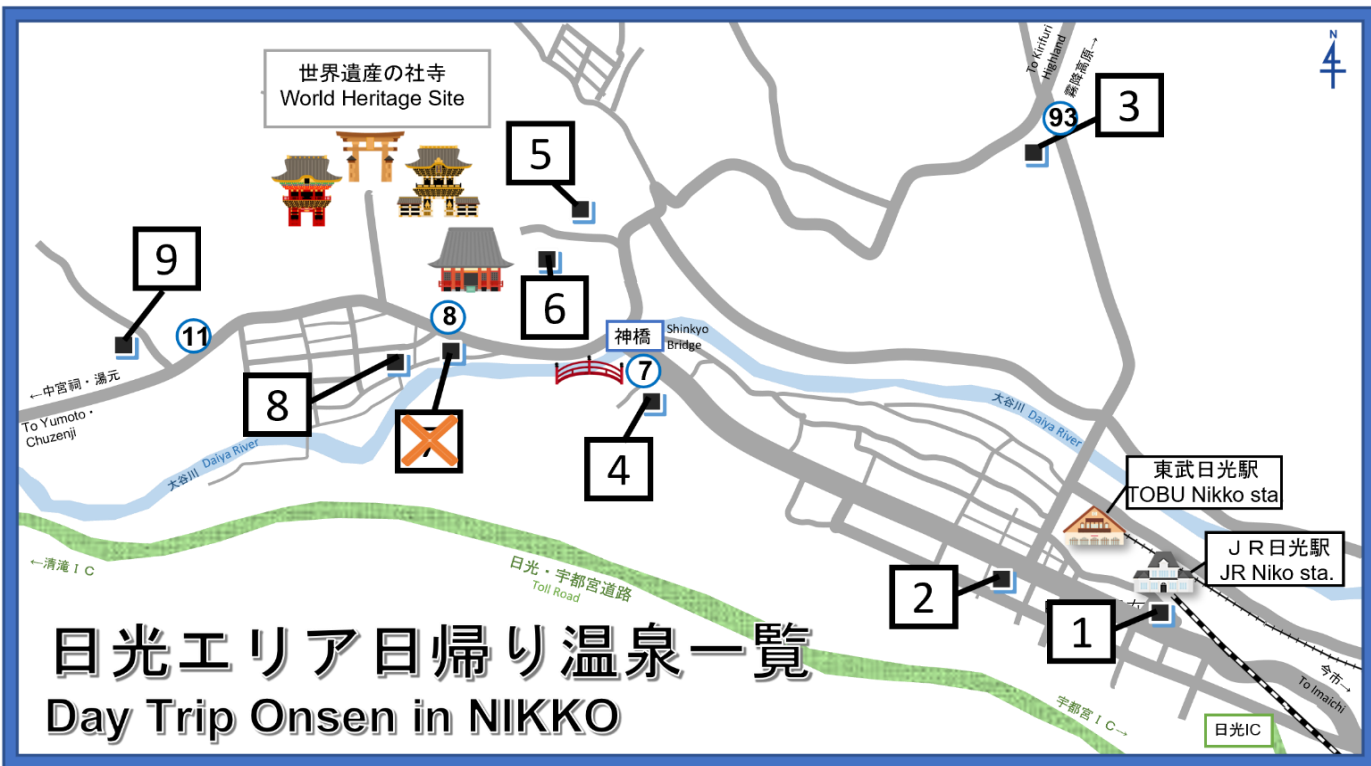 世界遺産の社寺
World Heritage Site
N
To Kirifuri
Highland
霧降高原→
93
3
5
9
6
8
11
神橋
Shinkyo
Bridge
7
←中宮祠・湯元
To Yumoto・
Chuzenji
8
4
大谷川 Daiya River
大谷川 Daiya River
東武日光駅
TOBU Nikko sta
ＪＲ日光駅
JR Niko sta.
←清滝ＩＣ
日光・宇都宮道路
Toll Road
2
1
今市→
To Imaichi
宇都宮ＩＣ→
日光IC
日光エリア日帰り温泉一覧
Day Trip Onsen in NIKKO